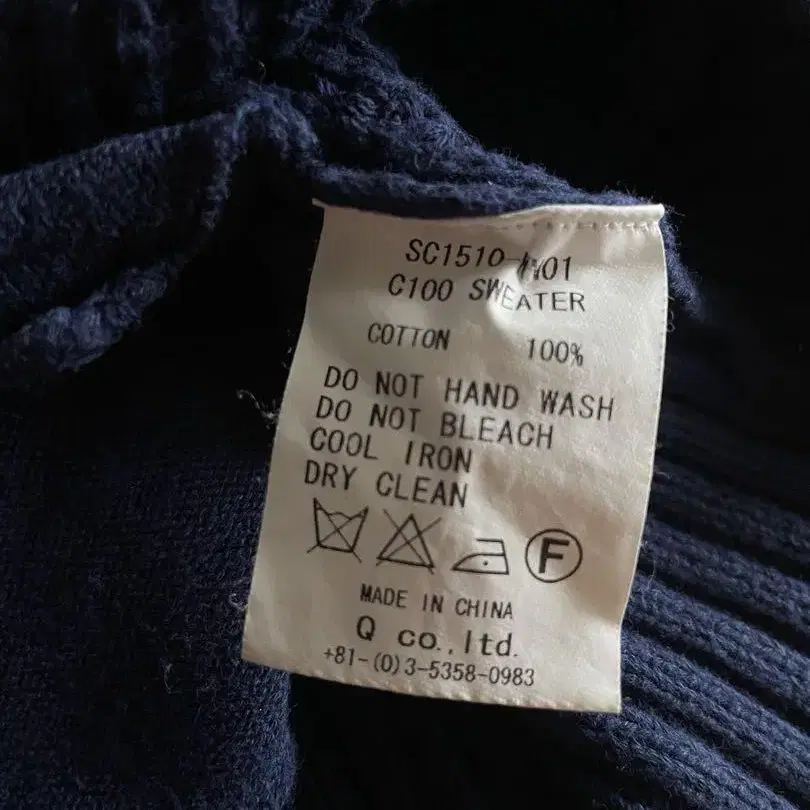 C100 SWEATER
COTTON 100%
DO NOT HAND WASH
DO NOT BLEACH
COOL IRON
DRY CLEAN
F
MADE IN CHINA
Q co.,ltd.
+81-(0)3-5358-0983